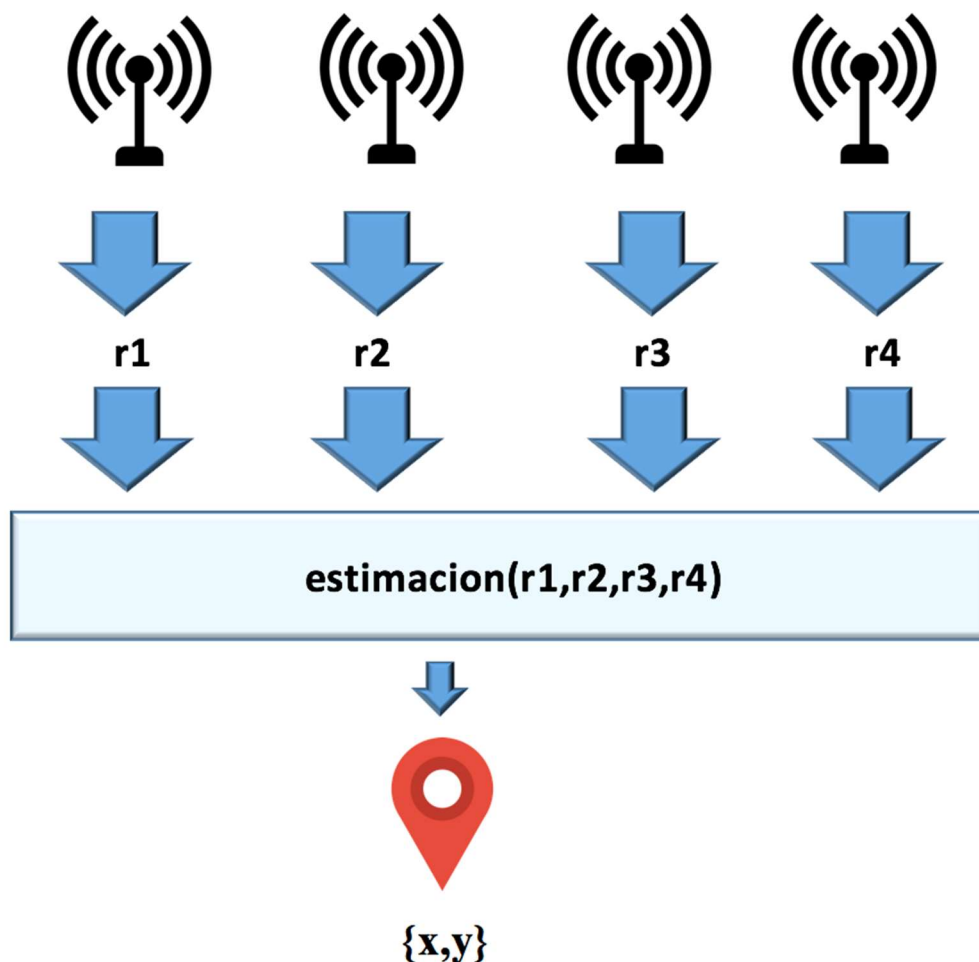 r1 r2 r3 r4
estimacion(r1,r2,r3,r4)
{x,y}